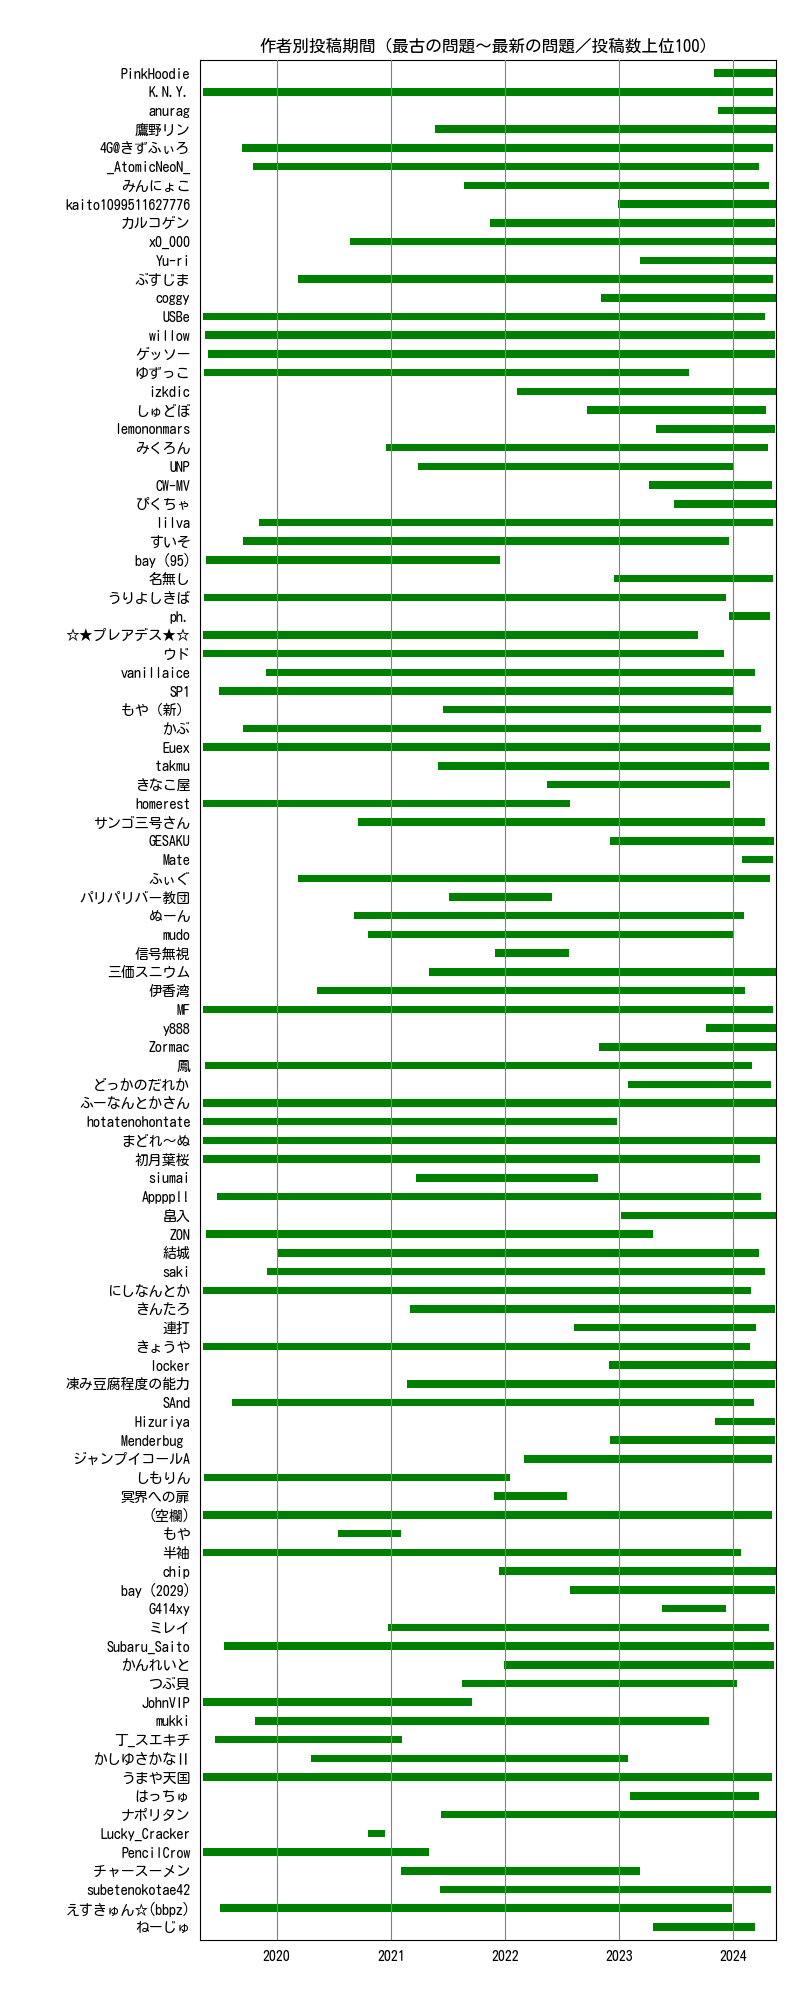 作者別投稿期間（最古の問題～最新の問題／投稿数上位100）
PinkHoodie
K.N.Y.
anurag
鷹野リン
4G@きずふぃろ
_AtomicNeoN_
みんにょこ
kaito1099511627776
カルコゲン
x0_000
Yu-ri
ぶすじま
coggy
USBe
willow
ゲッソー
ゆずっこ
izkdic
しゅどぼ
lemononmars
みくろん
UNP
CW-MV
ぴくちゃ
lilva
すいそ
bay (95)
名無し
うりよしきば
ph.
☆★プレアデス★☆
ウド
vanillaice
SP1
もや（新）
かぶ
Euex
takmu
きなこ屋
homerest
サンゴ三号さん
GESAKU
Mate
ふぃぐ
パリパリバー教団
ぬーん
mudo
信号無視
三価スニウム
伊香湾
MF
y888
Zormac
鳳
どっかのだれか
ふーなんとかさん
hotatenohontate
まどれ～ぬ
初月葉桜
siumai
Appppll
畠入
ZON
結城
saki
にしなんとか
きんたろ
連打
きょうや
locker
凍み豆腐程度の能力
SAnd
Hizuriya
Menderbug
ジャンプイコールA
しもりん
冥界への扉
(空欄)
もや
半袖
chip
bay (2029)
G414xy
ミレイ
Subaru_Saito
かんれいと
つぶ貝
JohnVIP
mukki
丁_スエキチ
かしゆさかなII
うまや天国
はっちゅ
ナポリタン
Lucky_Cracker
PencilCrow
チャースーメン
subetenokotae42
えすきゅん☆(bbpz)
ねーじゅ
2020 2021 2022 2023 2024